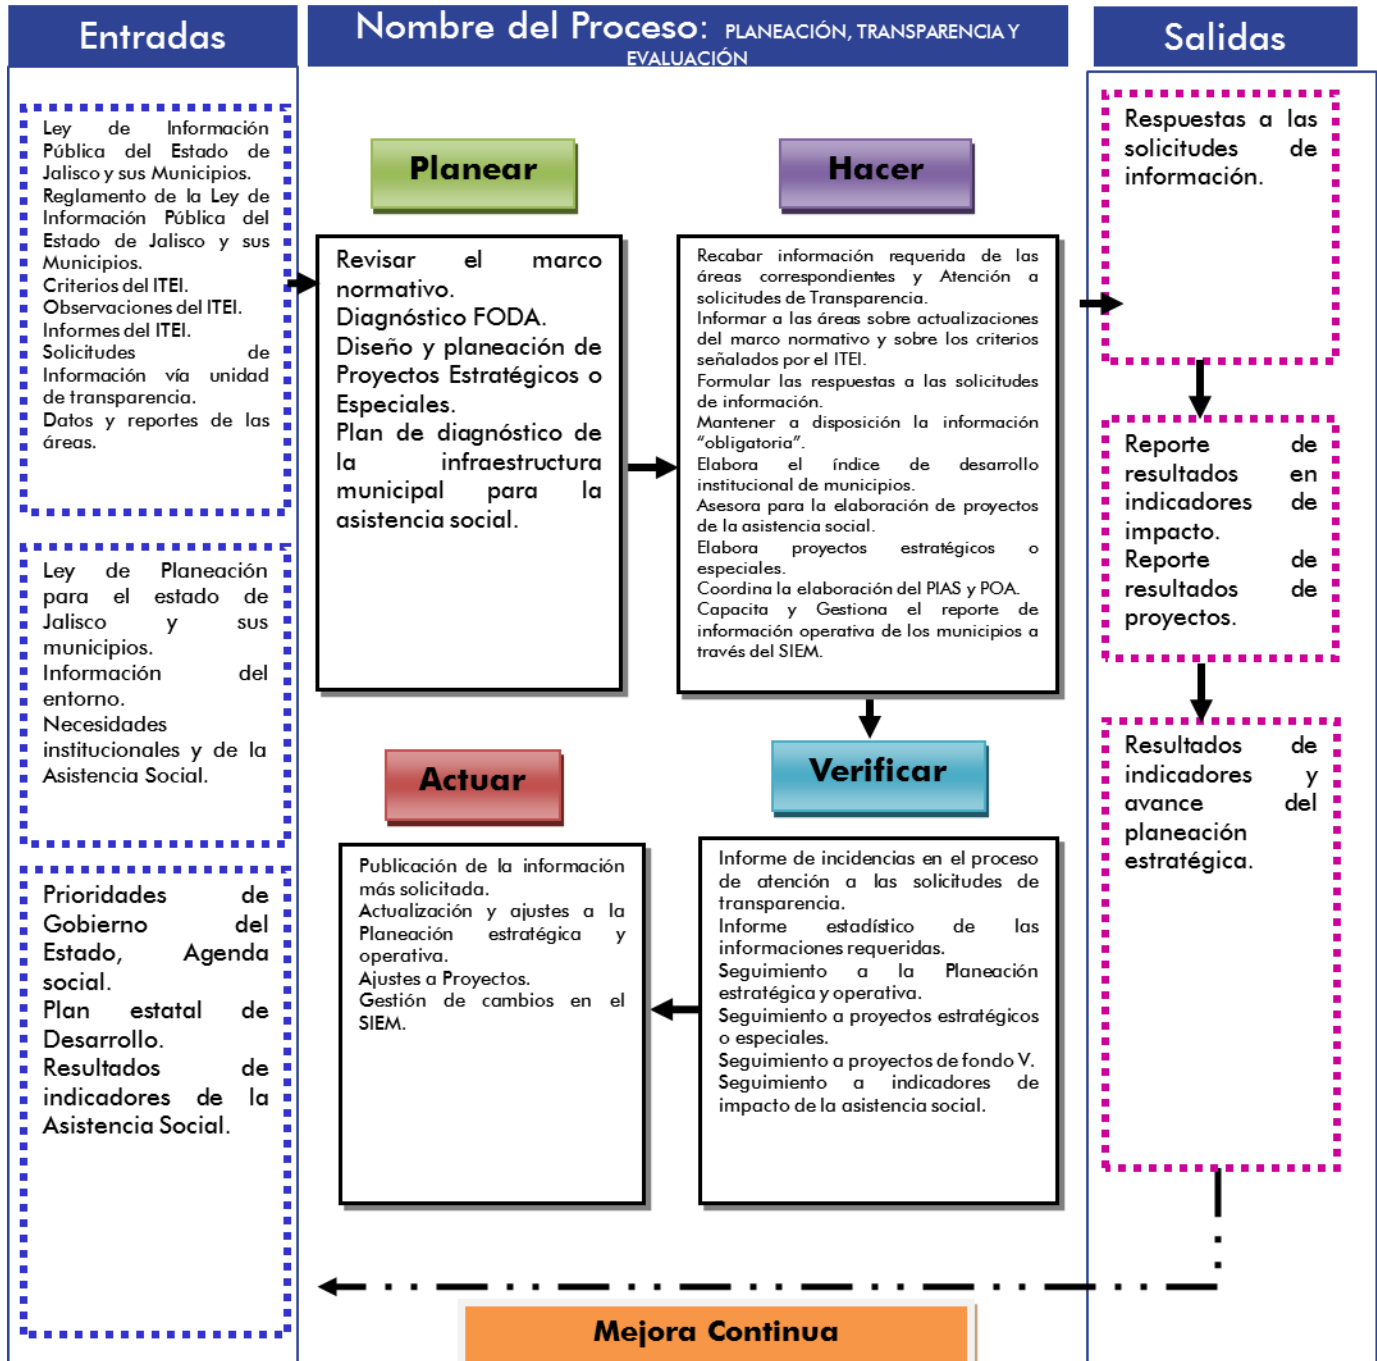 Entradas
Ley de Información
Pública del Estado de
Jalisco y sus Municipios.
Reglamento de la Ley de
Información Pública del
Estado de Jalisco y sus
Municipios.
Criterios del ITEI.
Observaciones del ITEI.
Informes del ITEI.
Solicitudes de
Información vía unidad
de transparencia.
Datos y reportes de las
áreas.
Ley de Planeación
para el estado de
Jalisco y sus
municipios.
Información del
entorno.
Necesidades
institucionales y de la
Asistencia Social.
Prioridades de
Gobierno del
Estado, Agenda
social.
Plan estatal de
Desarrollo.
Resultados de
indicadores de la
Asistencia Social.
Nombre del Proceso: PLANEACIÓN, TRANSPARENCIA Y
EVALUACIÓN
Planear
Revisar el marco
normativo.
Diagnóstico FODA.
Diseño y planeación de
Proyectos Estratégicos o
Especiales.
Plan de diagnóstico de
la infraestructura
municipal para la
asistencia social.
Hacer
Recabar información requerida de las
áreas correspondientes y Atención a
solicitudes de Transparencia.
Informar a las áreas sobre actualizaciones
del marco normativo y sobre los criterios
señalados por el ITEI.
Formular las respuestas a las solicitudes
de información.
Mantener a disposición la información
“obligatoria”.
Elabora el índice de desarrollo
institucional de municipios.
Asesora para la elaboración de proyectos
de la asistencia social.
Elabora proyectos estratégicos o
especiales.
Coordina la elaboración del PIAS y POA.
Capacita y Gestiona el reporte de
información operativa de los municipios a
través del SIEM.
Actuar
Publicación de la información
más solicitada.
Actualización y ajustes a la
Planeación estratégica y
operativa.
Ajustes a Proyectos.
Gestión de cambios en el
SIEM.
Verificar
Informe de incidencias en el proceso
de atención a las solicitudes de
transparencia.
Informe estadístico de las
informaciones requeridas.
Seguimiento a la Planeación
estratégica y operativa.
Seguimiento a proyectos estratégicos
o especiales.
Seguimiento a proyectos de fondo V.
Seguimiento a indicadores de
impacto de la asistencia social.
Salidas
Respuestas a las
solicitudes de
información.
Reporte de
resultados en
indicadores de
impacto.
Reporte de
resultados de
proyectos.
Resultados de
indicadores y
avance del
planeación
estratégica.
Mejora Continua